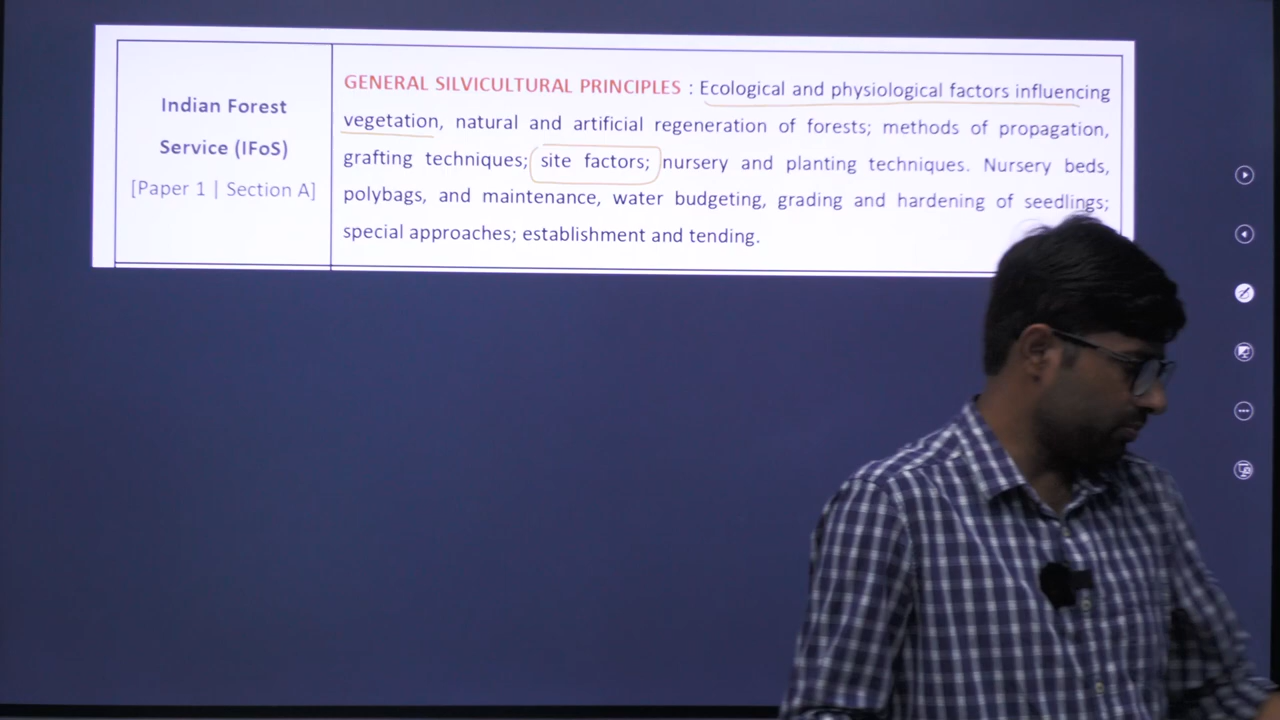 Indian Forest
Service (IFoS)
[Paper 1 | Section A]
GENERAL SILVICULTURAL PRINCIPLES : Ecological and physiological factors influencing
vegetation, natural and artificial regeneration of forests; methods of propagation,
grafting techniques; site factors; nursery and planting techniques. Nursery beds,
polybags, and maintenance, water budgeting, grading and hardening of seedlings;
special approaches; establishment and tending.